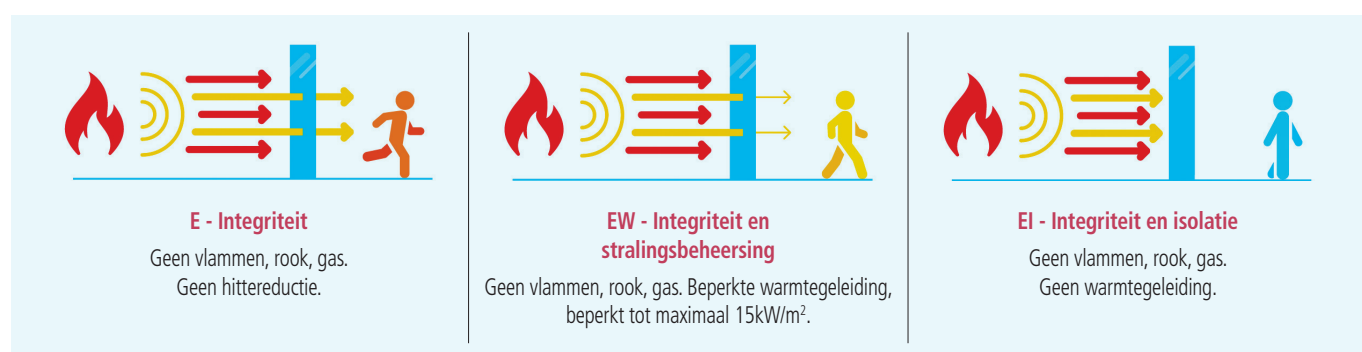 E - Integriteit
Geen vlammen, rook, gas.
Geen hittereductie.
EW - Integriteit en
stralingsbeheersing
Geen vlammen, rook, gas. Beperkte warmtegeleiding,
beperkt tot maximaal 15kW/m².
EI - Integriteit en isolatie
Geen vlammen, rook, gas.
Geen warmtegeleiding.